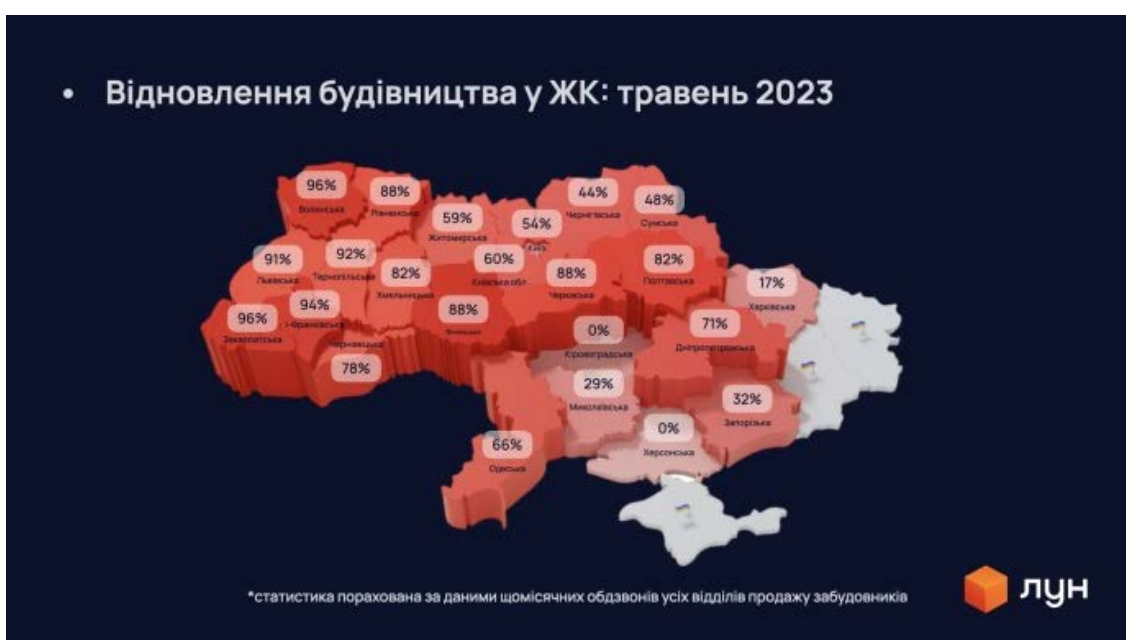 • Відновлення будівництва у ЖК: травень 2023
96%
Волинська
88%
Рівненська
59%
Житомирська
54%
Київ
44%
Чернігівська
48%
Сумська
91%
Львівська
92%
Тернопільська
82%
Хмельницька
60%
Київська обл.
88%
Черкаська
82%
Полтавська
17%
Харківська
96%
Закарпатська
94%
І-Франківська
88%
Вінницька
0%
Кіровоградська
71%
Дніпропетровська
Чернівецька
78%
29%
Миколаївська
32%
Запорізька
0%
Херсонська
66%
Одеська
*статистика порахована за даними щомісячних обдзвонів усіх відділів продажу забудовників
лун